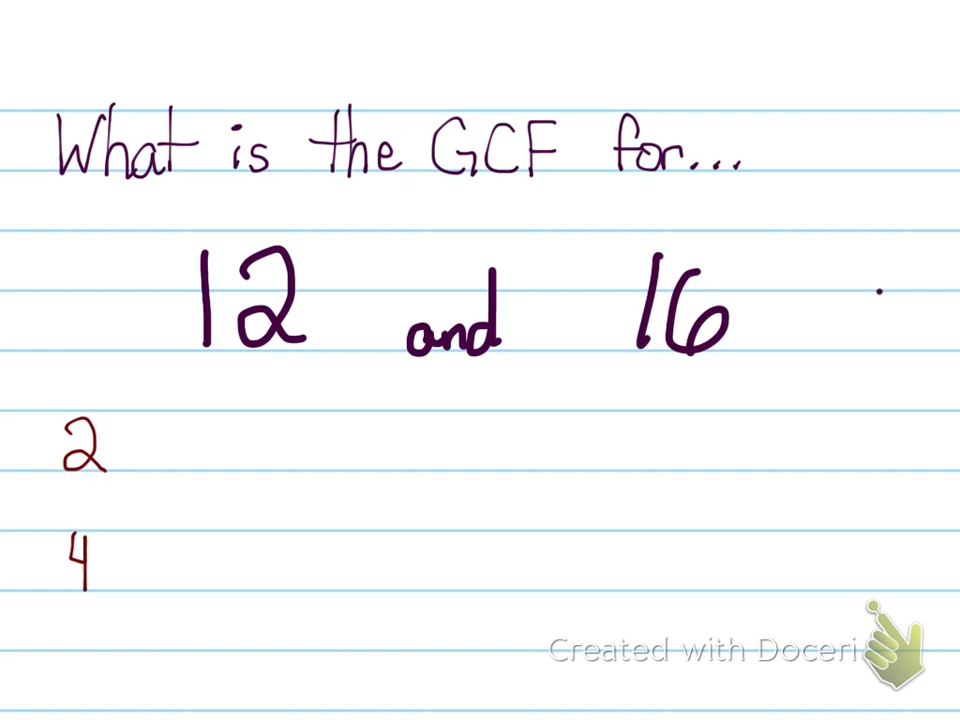 What is the GCF for...
12 and 16
2
4
Created with Doceri